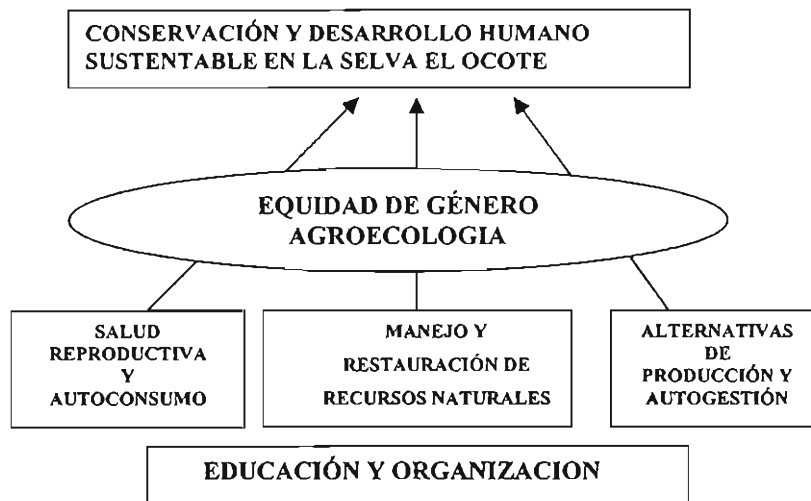 CONSERVACIÓN Y DESARROLLO HUMANO
SUSTENTABLE EN LA SELVA EL OCOTE
EQUIDAD DE GÉNERO
AGROECOLOGIA
SALUD
REPRODUCTIVA
Y
AUTOCONSUMO
MANEJO Y
RESTAURACIÓN DE
RECURSOS NATURALES
ALTERNATIVAS
DE
PRODUCCIÓN Y
AUTOGESTIÓN
EDUCACIÓN Y ORGANIZACION